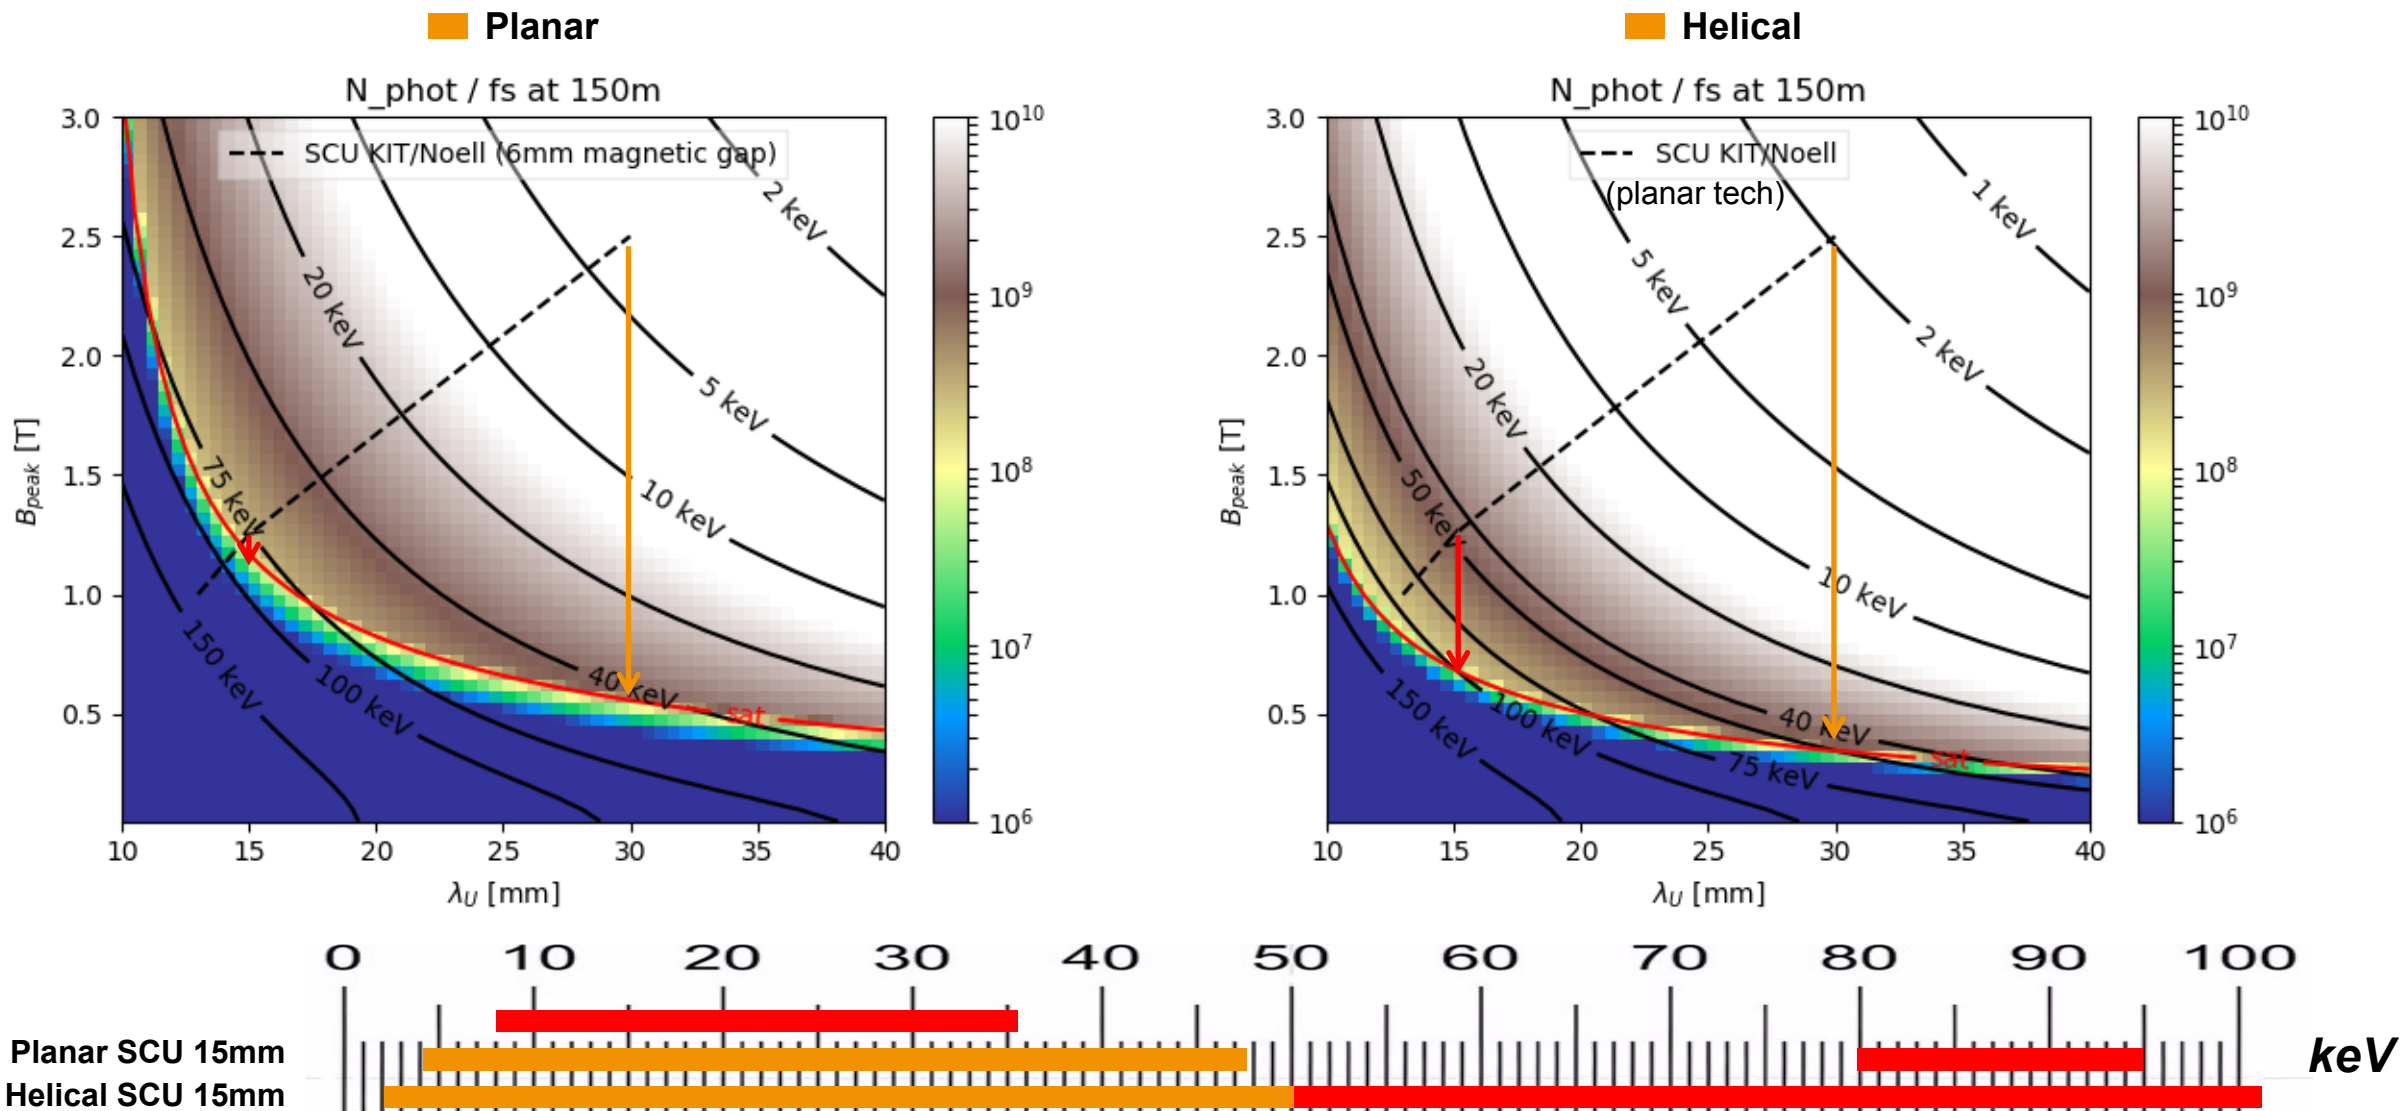 Planar
Helical
N_phot / fs at 150m
3.0
2.5
2.0
1.5
1.0
0.5
B_peak [T]
SCU KIT/Noell (6mm magnetic gap)
2 keV
20 keV
5 keV
75 keV
10 keV
150 keV
100 keV
40 keV
sat
10 15 20 25 30 35 40
λ_U [mm]
10^10
10^9
10^8
10^7
10^6
N_phot / fs at 150m
3.0
2.5
2.0
1.5
1.0
0.5
B_peak [T]
SCU KIT/Noell
(planar tech)
1 keV
5 keV
2 keV
20 keV
50 keV
10 keV
150 keV
100 keV
40 keV
75 keV
sat
10 15 20 25 30 35 40
λ_U [mm]
10^10
10^9
10^8
10^7
10^6
0 10 20 30 40 50 60 70 80 90 100
Planar SCU 15mm
keV
Helical SCU 15mm